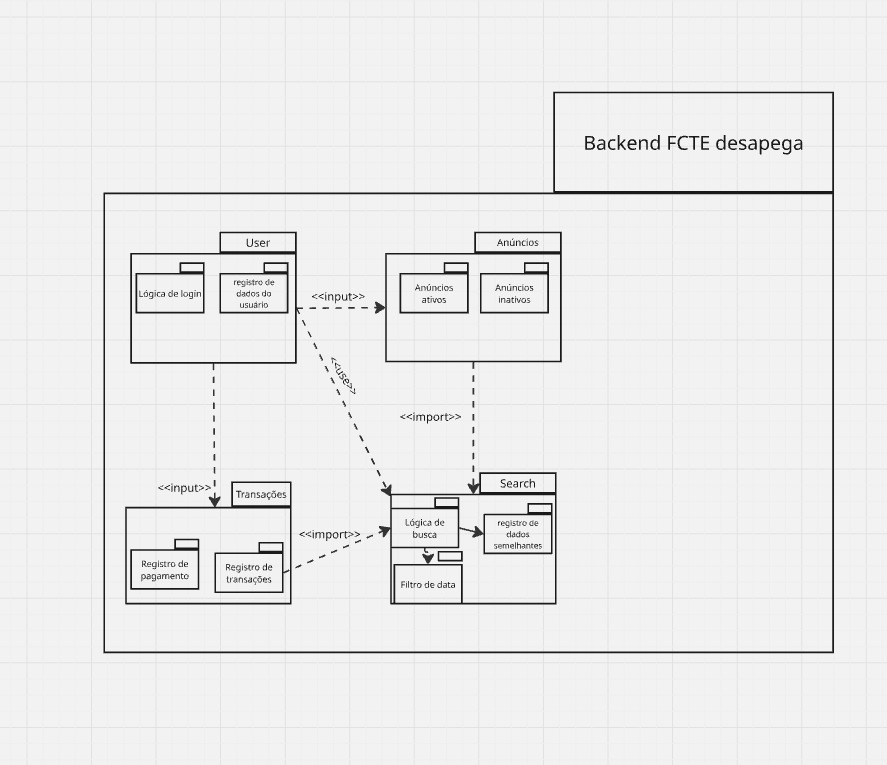 Backend FCTE desapega
User
Anúncios
Lógica de login
registro de
dados do
usuário
<<input>>
Anúncios
ativos
Anúncios
inativos
<<use>>
<<import>>
<<input>>
Transações
Search
<<import>>
Lógica de
busca
registro de
dados
semelhantes
Registro de
pagamento
Registro de
transações
Filtro de data